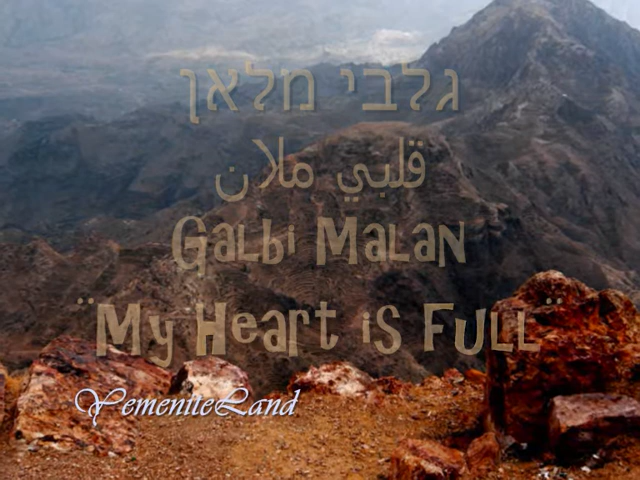 גלבי מלאן
قلبي ملان
Galbi Malan
¨My Heart is Full¨
YemeniteLand